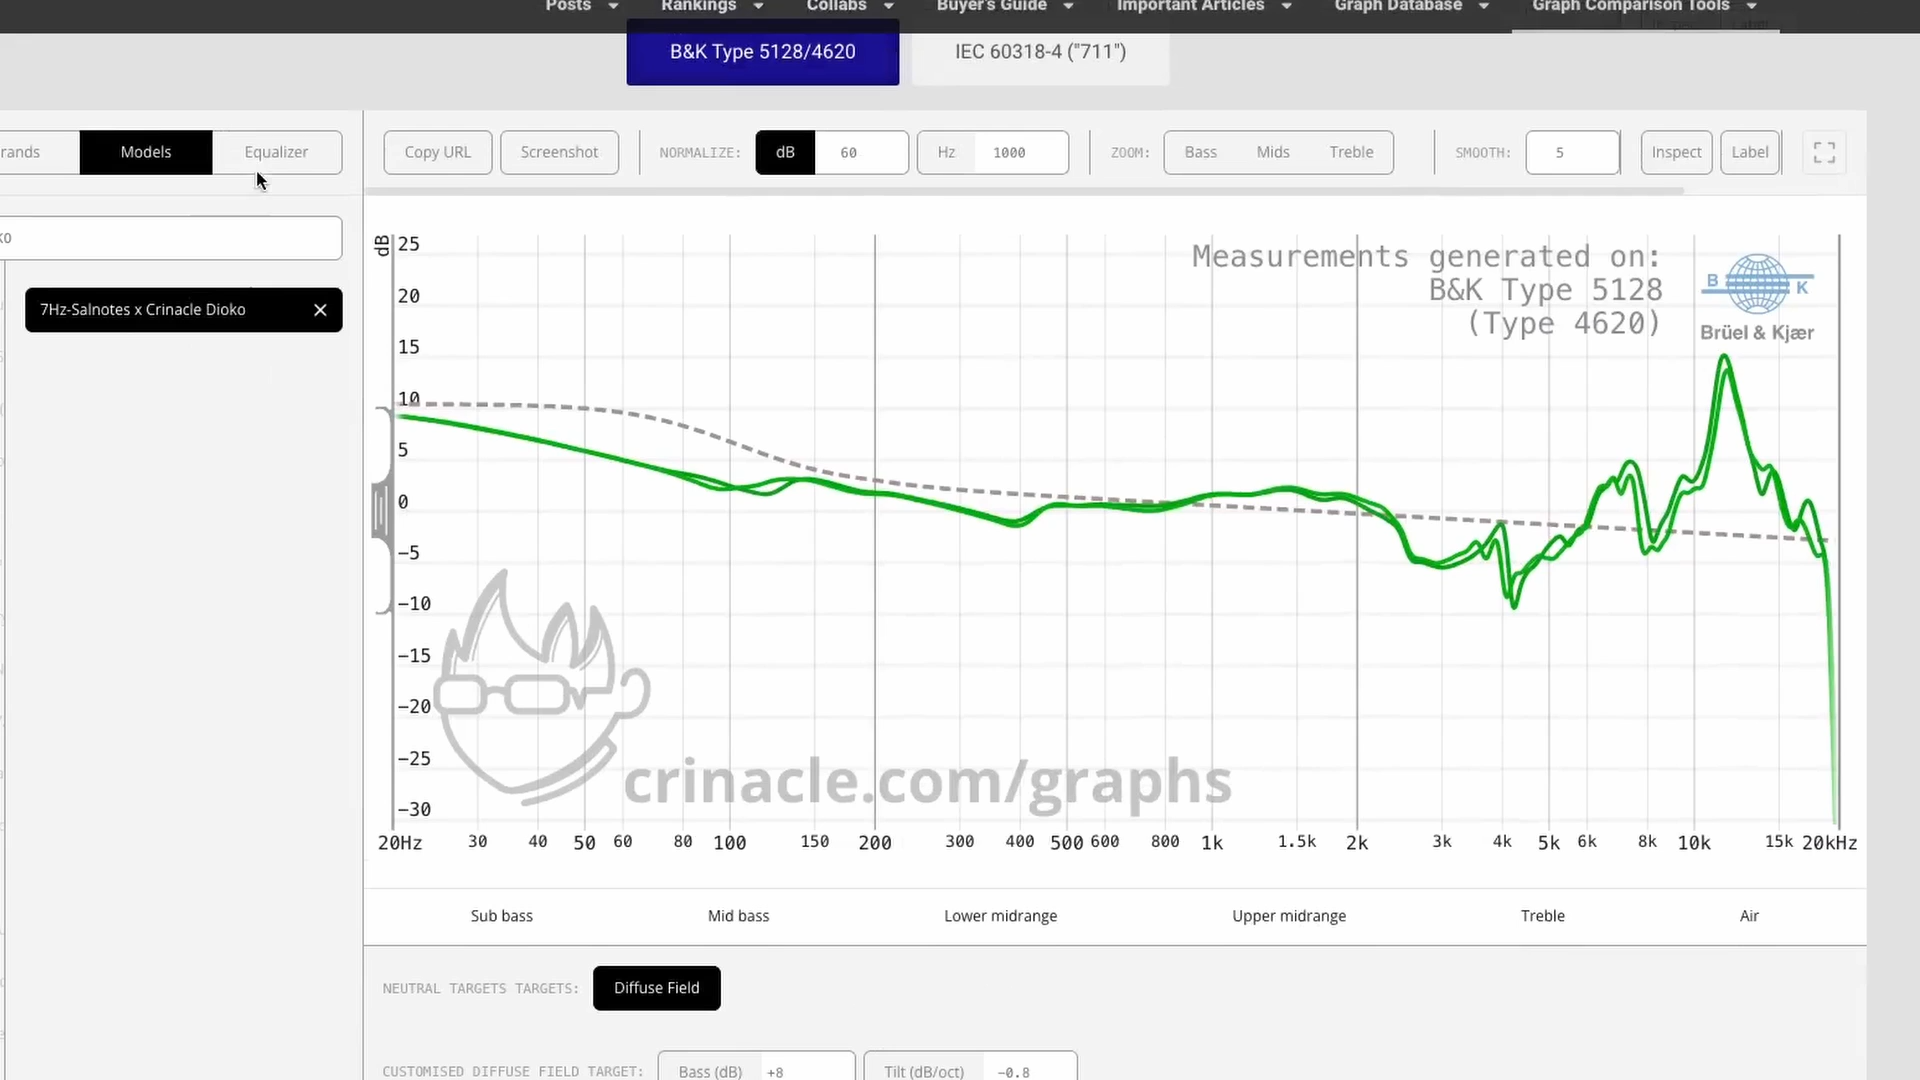 Posts Rankings Collabs Buyer's Guide Important Articles Graph Database Graph Comparison Tools
B&K Type 5128/4620 IEC 60318-4 ("711")
rands Models Equalizer Copy URL Screenshot NORMALIZE: dB 60 Hz 1000 ZOOM: Bass Mids Treble SMOOTH: 5 Inspect Label
KO
7Hz-Salnotes x Crinacle Dioko
dB
25
20
15
10
5
0
−5
−10
−15
−20
−25
−30
Measurements generated on:
B&K Type 5128
(Type 4620)
B K
Brüel & Kjær
crinacle.com/graphs
20Hz 30 40 50 60 80 100 150 200 300 400 500 600 800 1k 1.5k 2k 3k 4k 5k 6k 8k 10k 15k 20kHz
Sub bass Mid bass Lower midrange Upper midrange Treble Air
NEUTRAL TARGETS TARGETS: Diffuse Field
CUSTOMISED DIFFUSE FIELD TARGET: Bass (dB) +8 Tilt (dB/oct) −0.8